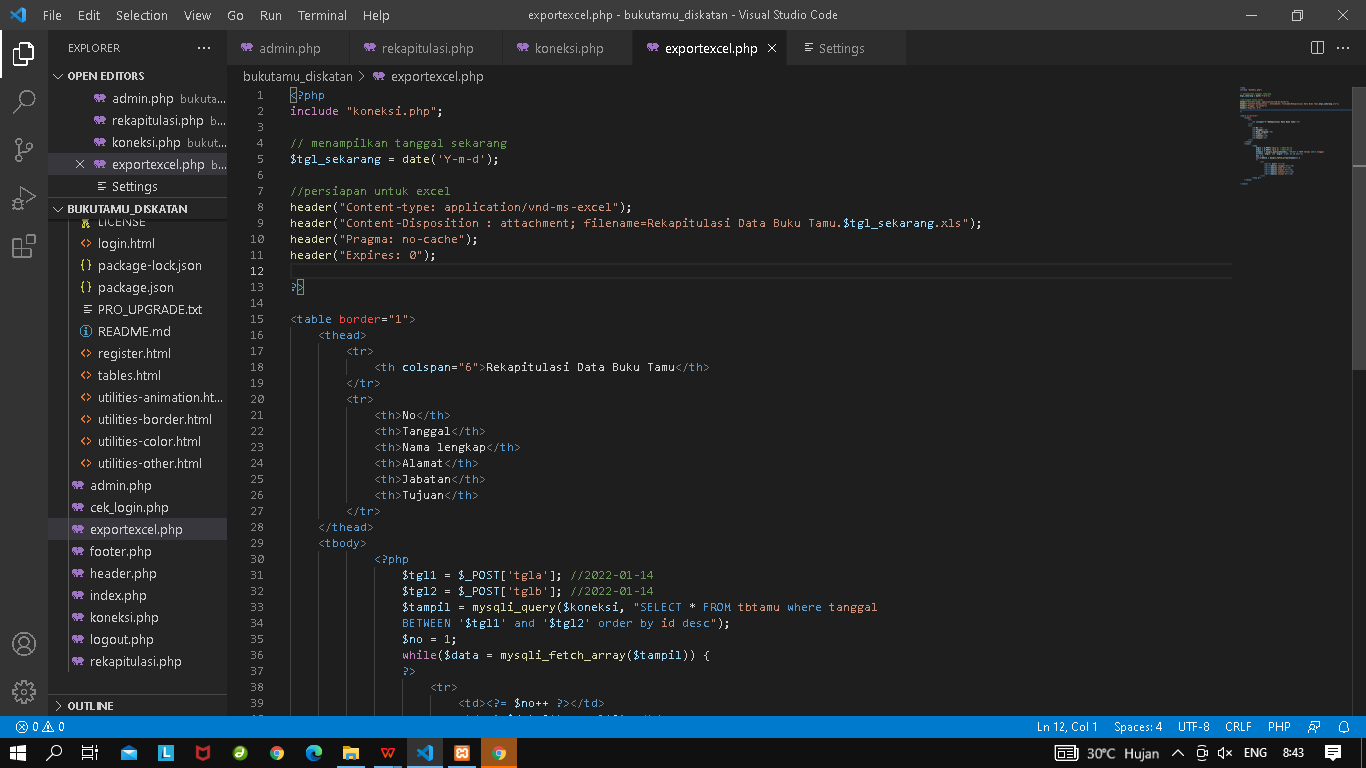 File Edit Selection View Go Run Terminal Help
exportexcel.php - bukutamu_diskatan - Visual Studio Code
EXPLORER
OPEN EDITORS
admin.php bukuta...
rekapitulasi.php b...
koneksi.php bukut...
exportexcel.php b...
Settings
BUKUTAMU_DISKATAN
LICENSE
login.html
package-lock.json
package.json
PRO_UPGRADE.txt
README.md
register.html
tables.html
utilities-animation.ht...
utilities-border.html
utilities-color.html
utilities-other.html
admin.php
cek_login.php
exportexcel.php
footer.php
header.php
index.php
koneksi.php
logout.php
rekapitulasi.php
OUTLINE
admin.php rekapitulasi.php koneksi.php exportexcel.php Settings
bukutamu_diskatan > exportexcel.php
1 <?php
2 include "koneksi.php";
3
4 // menampilkan tanggal sekarang
5 $tgl_sekarang = date('Y-m-d');
6
7 //persiapan untuk excel
8 header("Content-type: application/vnd-ms-excel");
9 header("Content-Disposition : attachment; filename=Rekapitulasi Data Buku Tamu.$tgl_sekarang.xls");
10 header("Pragma: no-cache");
11 header("Expires: 0");
12
13 ?>
14
15 <table border="1">
16 <thead>
17 <tr>
18 <th colspan="6">Rekapitulasi Data Buku Tamu</th>
19 </tr>
20 <tr>
21 <th>No</th>
22 <th>Tanggal</th>
23 <th>Nama lengkap</th>
24 <th>Alamat</th>
25 <th>Jabatan</th>
26 <th>Tujuan</th>
27 </tr>
28 </thead>
29 <tbody>
30 <?php
31 $tgl1 = $_POST['tgla']; //2022-01-14
32 $tgl2 = $_POST['tglb']; //2022-01-14
33 $tampil = mysqli_query($koneksi, "SELECT * FROM tbtamu where tanggal
34 BETWEEN '$tgl1' and '$tgl2' order by id desc");
35 $no = 1;
36 while($data = mysqli_fetch_array($tampil)) {
37 ?>
38 <tr>
39 <td><?= $no++ ?></td>
0 0 Ln 12, Col 1 Spaces: 4 UTF-8 CRLF PHP
30°C Hujan ENG 8:43